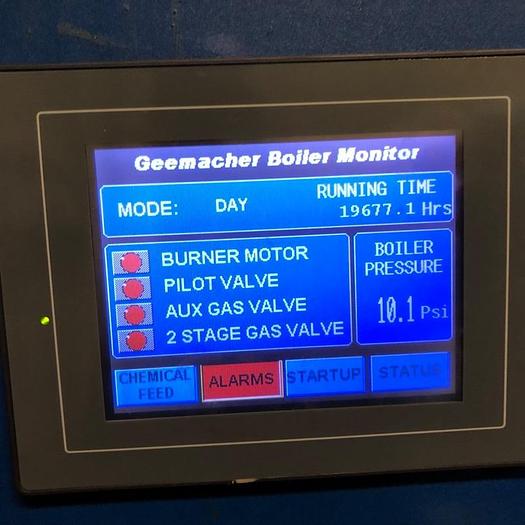 Geemacher Boiler Monitor
MODE: DAY
RUNNING TIME
19677.1 Hrs
BURNER MOTOR
PILOT VALVE
AUX GAS VALVE
2 STAGE GAS VALVE
BOILER
PRESSURE
10.1 Psi
CHEMICAL
FEED
ALARMS
STARTUP
STATUS